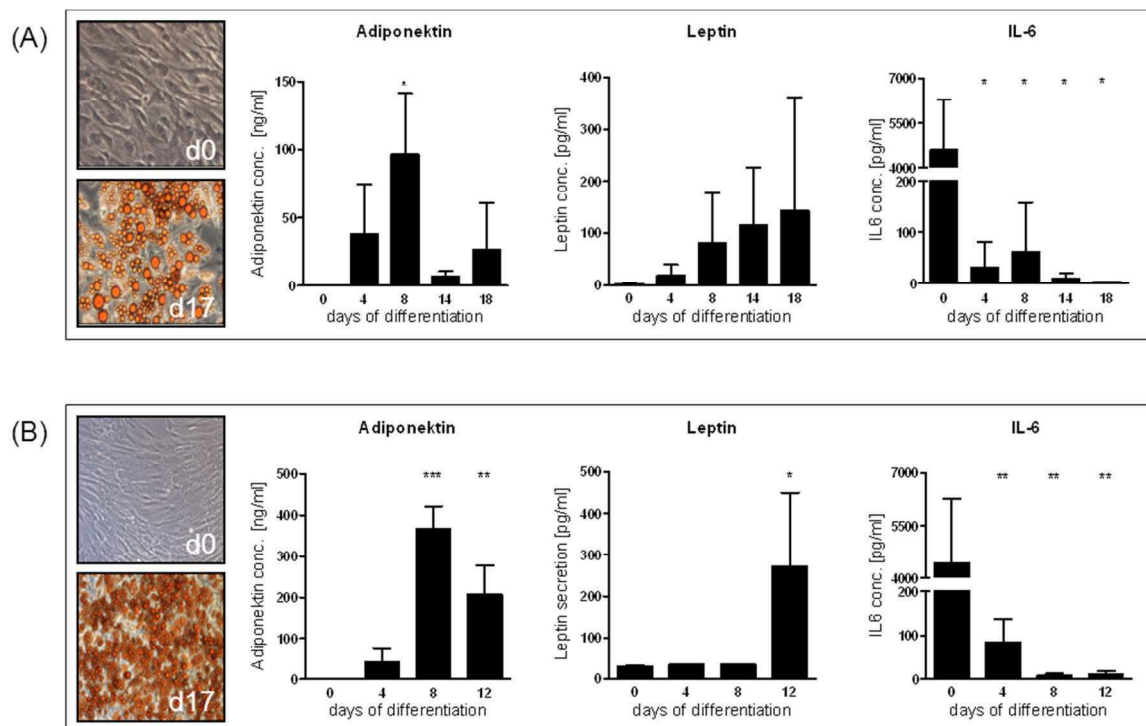 (A)
d0
d17
Adiponektin
Adiponektin conc. [ng/ml]
150
100
50
0
0 4 8 14 18
days of differentiation
*
Leptin
Leptin conc. [pg/ml]
400
300
200
100
0
0 4 8 14 18
days of differentiation
IL-6
IL6 conc. [pg/ml]
7000
5500
4000
200
100
0
0 4 8 14 18
days of differentiation
* * * *
(B)
d0
d17
Adiponektin
Adiponektin conc. [ng/ml]
500
400
300
200
100
0
0 4 8 12
days of differentiation
*** **
Leptin
Leptin secretion [pg/ml]
500
400
300
200
100
0
0 4 8 12
days of differentiation
*
IL-6
IL6 conc. [pg/ml]
7000
5500
4000
200
100
0
0 4 8 12
days of differentiation
** ** **